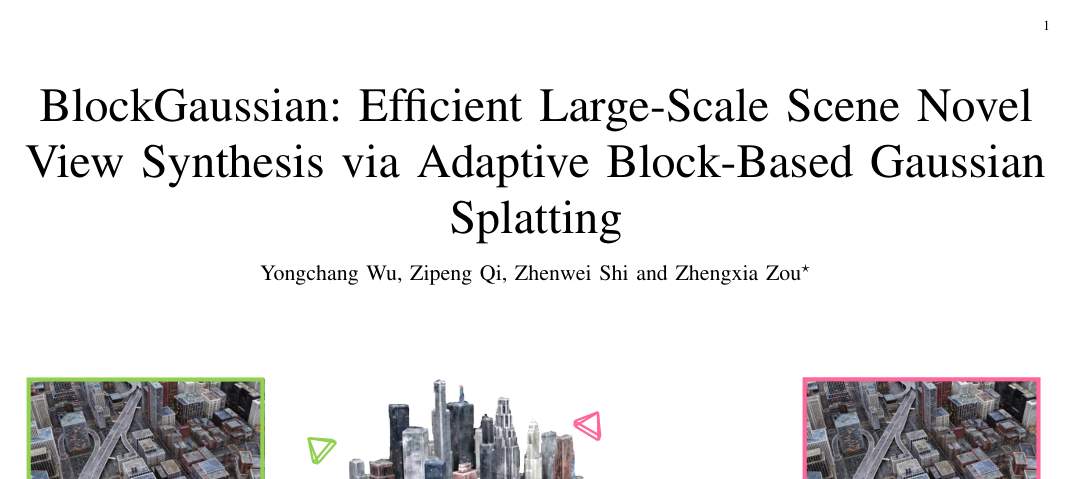 1
BlockGaussian: Efficient Large-Scale Scene Novel
View Synthesis via Adaptive Block-Based Gaussian
Splatting
Yongchang Wu, Zipeng Qi, Zhenwei Shi and Zhengxia Zou⋆